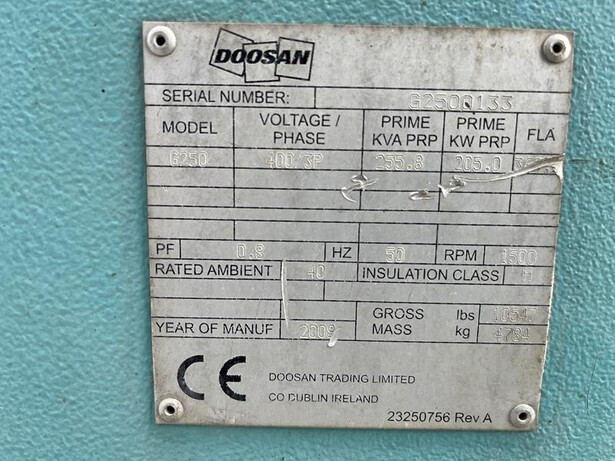 DOOSAN
SERIAL NUMBER: G250Q133
MODEL VOLTAGE / PHASE PRIME KVA PRP PRIME KW PRP FLA
G250 400/3P 255.8 205.0
PF 0.8 HZ 50 RPM 1500
RATED AMBIENT 40 INSULATION CLASS H
GROSS MASS lbs 10547
YEAR OF MANUF 2009 kg 4784
CE DOOSAN TRADING LIMITED
CO DUBLIN IRELAND
23250756 Rev A